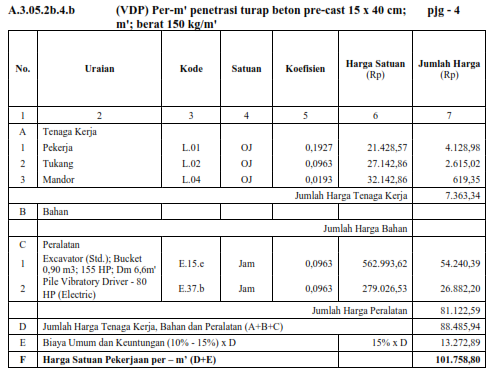 A.3.05.2b.4.b (VDP) Per-m' penetrasi turap beton pre-cast 15 x 40 cm; pjg - 4
m'; berat 150 kg/m'
No. Uraian Kode Satuan Koefisien Harga Satuan (Rp) Jumlah Harga (Rp)
1 2 3 4 5 6 7
A Tenaga Kerja
1 Pekerja L.01 OJ 0,1927 21.428,57 4.128,98
2 Tukang L.02 OJ 0,0963 27.142,86 2.615,02
3 Mandor L.04 OJ 0,0193 32.142,86 619,35
Jumlah Harga Tenaga Kerja 7.363,34
B Bahan
Jumlah Harga Bahan
C Peralatan
1 Excavator (Std.); Bucket
0,90 m3; 155 HP; Dm 6,6m' E.15.e Jam 0,0963 562.993,62 54.240,39
2 Pile Vibratory Driver - 80
HP (Electric) E.37.b Jam 0,0963 279.026,53 26.882,20
Jumlah Harga Peralatan 81.122,59
D Jumlah Harga Tenaga Kerja, Bahan dan Peralatan (A+B+C) 88.485,94
E Biaya Umum dan Keuntungan (10% - 15%) x D 15% x D 13.272,89
F Harga Satuan Pekerjaan per – m' (D+E) 101.758,80